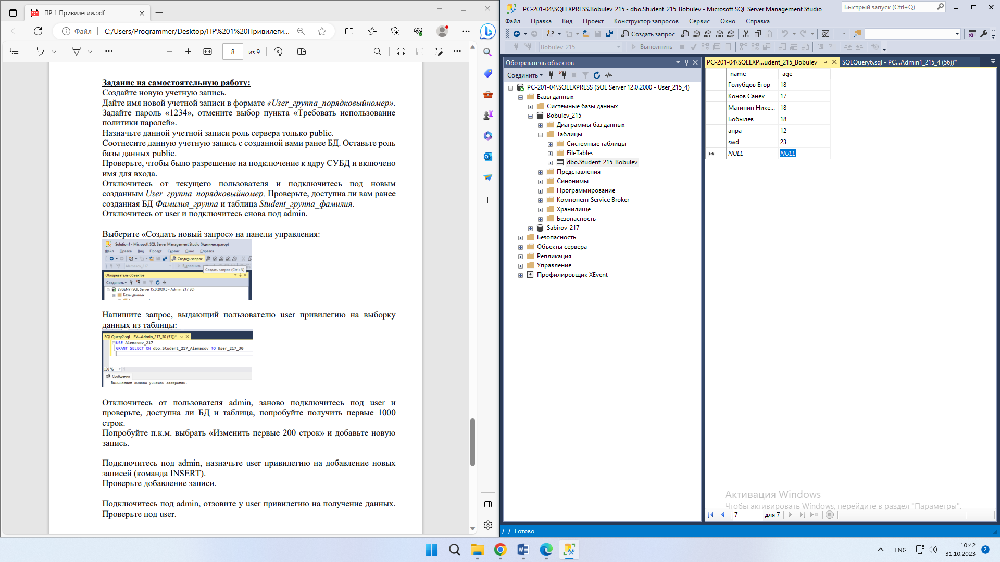 ПР 1 Привилегии.pdf
Файл
C:/Users/Programmer/Desktop/ПР%201%20Привилеги...
8 из 9
Задание на самостоятельную работу:
Создайте новую учетную запись.
Дайте имя новой учетной записи в формате «User_группа_порядковыйномер».
Задайте пароль «1234», отмените выбор пункта «Требовать использование
политики паролей».
Назначьте данной учетной записи роль сервера только public.
Соотнесите данную учетную запись с созданной вами ранее БД. Оставьте роль
базы данных public.
Проверьте, чтобы было разрешение на подключение к ядру СУБД и включено
имя для входа.
Отключитесь от текущего пользователя и подключитесь под новым
созданным User_группа_порядковыйномер. Проверьте, доступна ли вам ранее
созданная БД Фамилия_группа и таблица Student_группа_фамилия.
Отключитесь от user и подключитесь снова под admin.
Выберите «Создать новый запрос» на панели управления:
Solution1 - Microsoft SQL Server Management Studio (Администратор)
Файл Правка Вид Проект Сервис Окно Справка
Создать запрос
Alemasov_217 Выполнить
Создать запрос (Ctrl+N)
Обозреватель объектов
Соединить
EVGENY (SQL Server 15.0.2000.5 - Admin_217_30)
Базы данных
Напишите запрос, выдающий пользователю user привилегию на выборку
данных из таблицы:
SQLQuery2.sql - EV...Admin_217_30 (51))*
USE Alemasov_217
GRANT SELECT ON dbo.Student_217_Alemasov TO User_217_30
100 %
Сообщения
Выполнение команд успешно завершено.
Отключитесь от пользователя admin, заново подключитесь под user и
проверьте, доступна ли БД и таблица, попробуйте получить первые 1000
строк.
Попробуйте п.к.м. выбрать «Изменить первые 200 строк» и добавьте новую
запись.
Подключитесь под admin, назначьте user привилегию на добавление новых
записей (команда INSERT).
Проверьте добавление записи.
Подключитесь под admin, отзовите у user привилегию на получение данных.
Проверьте под user.
PC-201-04\SQLEXPRESS.Bobulev_215 - dbo.Student_215_Bobulev - Microsoft SQL Server Management Studio
Быстрый запуск (Ctrl+Q)
Файл Правка Вид Проект Конструктор запросов Сервис Окно Справка
Создать запрос MDX DMX XMLA DAX
Bobulev_215 Выполнить
Обозреватель объектов
Соединить
PC-201-04\SQLEXPRESS (SQL Server 12.0.2000 - User_215_4)
Базы данных
Системные базы данных
Bobulev_215
Диаграммы баз данных
Таблицы
Системные таблицы
FileTables
dbo.Student_215_Bobulev
Представления
Синонимы
Программирование
Компонент Service Broker
Хранилище
Безопасность
Sabirov_217
Безопасность
Объекты сервера
Репликация
Управление
Профилировщик XEvent
PC-201-04\SQLEXP...udent_215_Bobulev SQLQuery6.sql - PC...Admin1_215_4 (56))*
name age
Голубцов Егор 18
Конов Санек 17
Матинин Нике... 18
Бобылев 18
апра 12
swd 23
NULL NULL
Активация Windows
Чтобы активировать Windows, перейдите в раздел "Параметры".
7 для 7
Готово
ENG
10:42
31.10.2023
2